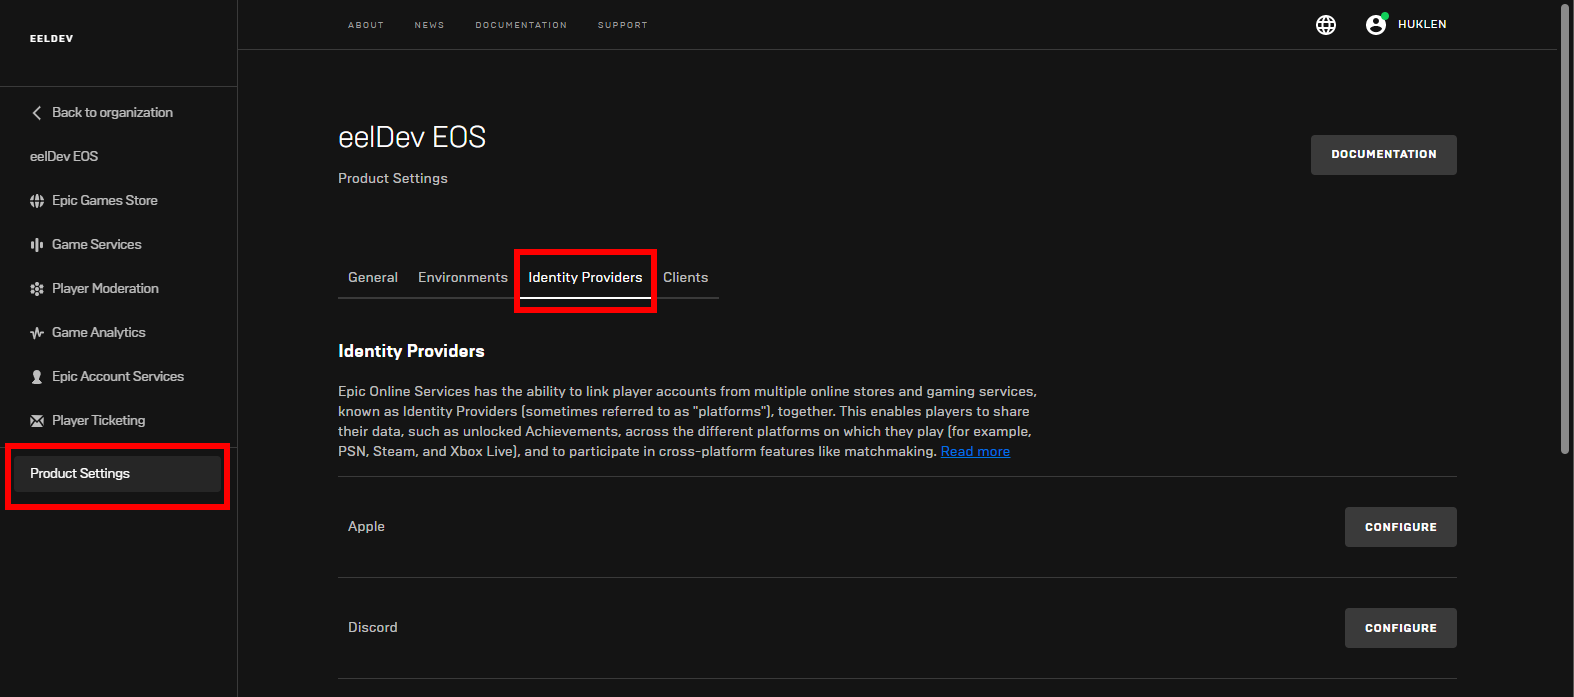 EELDEV
ABOUT
NEWS
DOCUMENTATION
SUPPORT
HUKLEN
Back to organization
eelDev EOS
Epic Games Store
Game Services
Player Moderation
Game Analytics
Epic Account Services
Player Ticketing
Product Settings
eelDev EOS
Product Settings
DOCUMENTATION
General
Environments
Identity Providers
Clients
Identity Providers
Epic Online Services has the ability to link player accounts from multiple online stores and gaming services,
known as Identity Providers (sometimes referred to as "platforms"), together. This enables players to share
their data, such as unlocked Achievements, across the different platforms on which they play (for example,
PSN, Steam, and Xbox Live), and to participate in cross-platform features like matchmaking. Read more
Apple
CONFIGURE
Discord
CONFIGURE